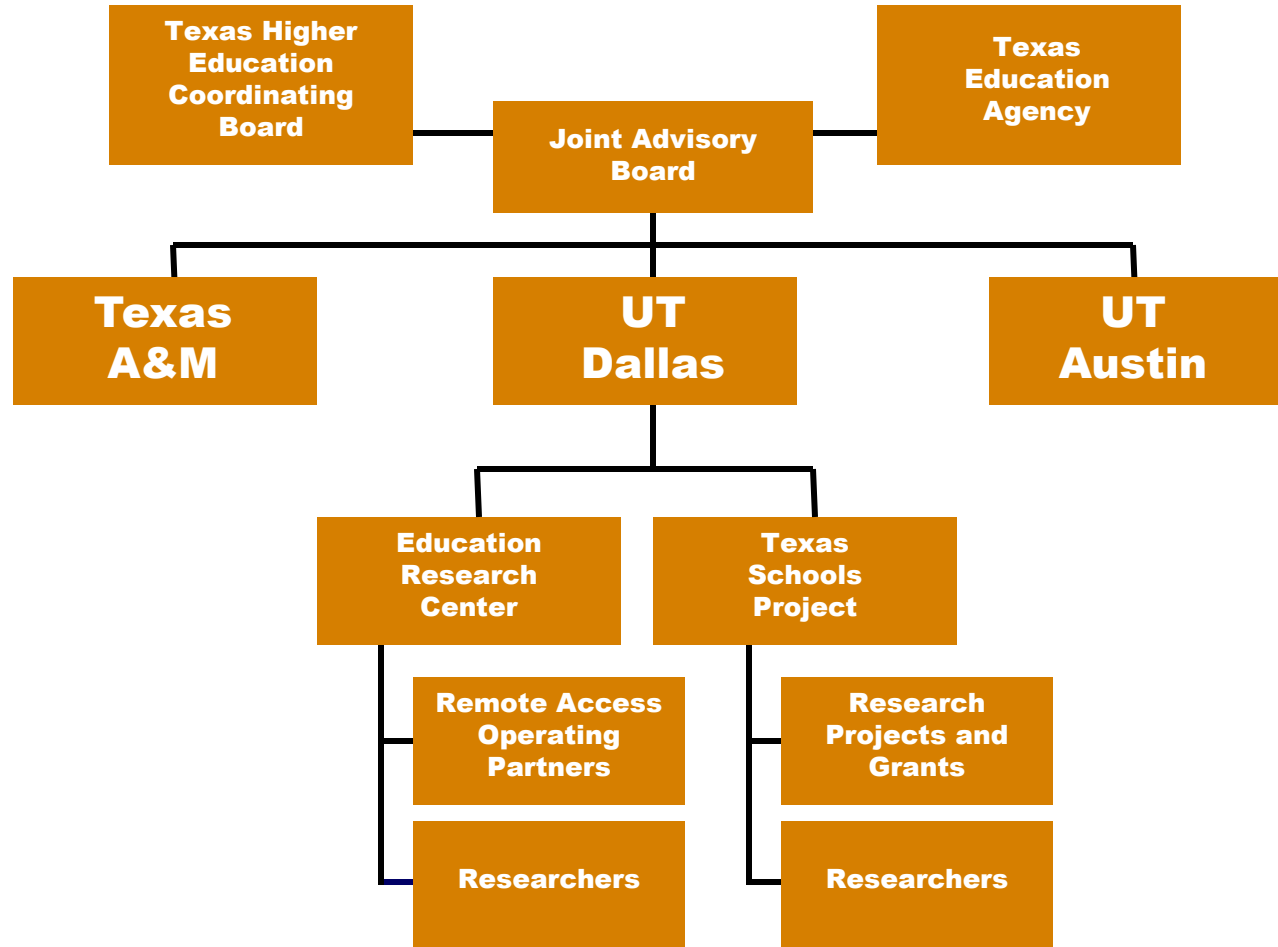 Texas Higher
Education
Coordinating
Board
Texas
Education
Agency
Joint Advisory
Board
Texas
A&M
UT
Dallas
UT
Austin
Education
Research
Center
Texas
Schools
Project
Remote Access
Operating
Partners
Research
Projects and
Grants
Researchers
Researchers